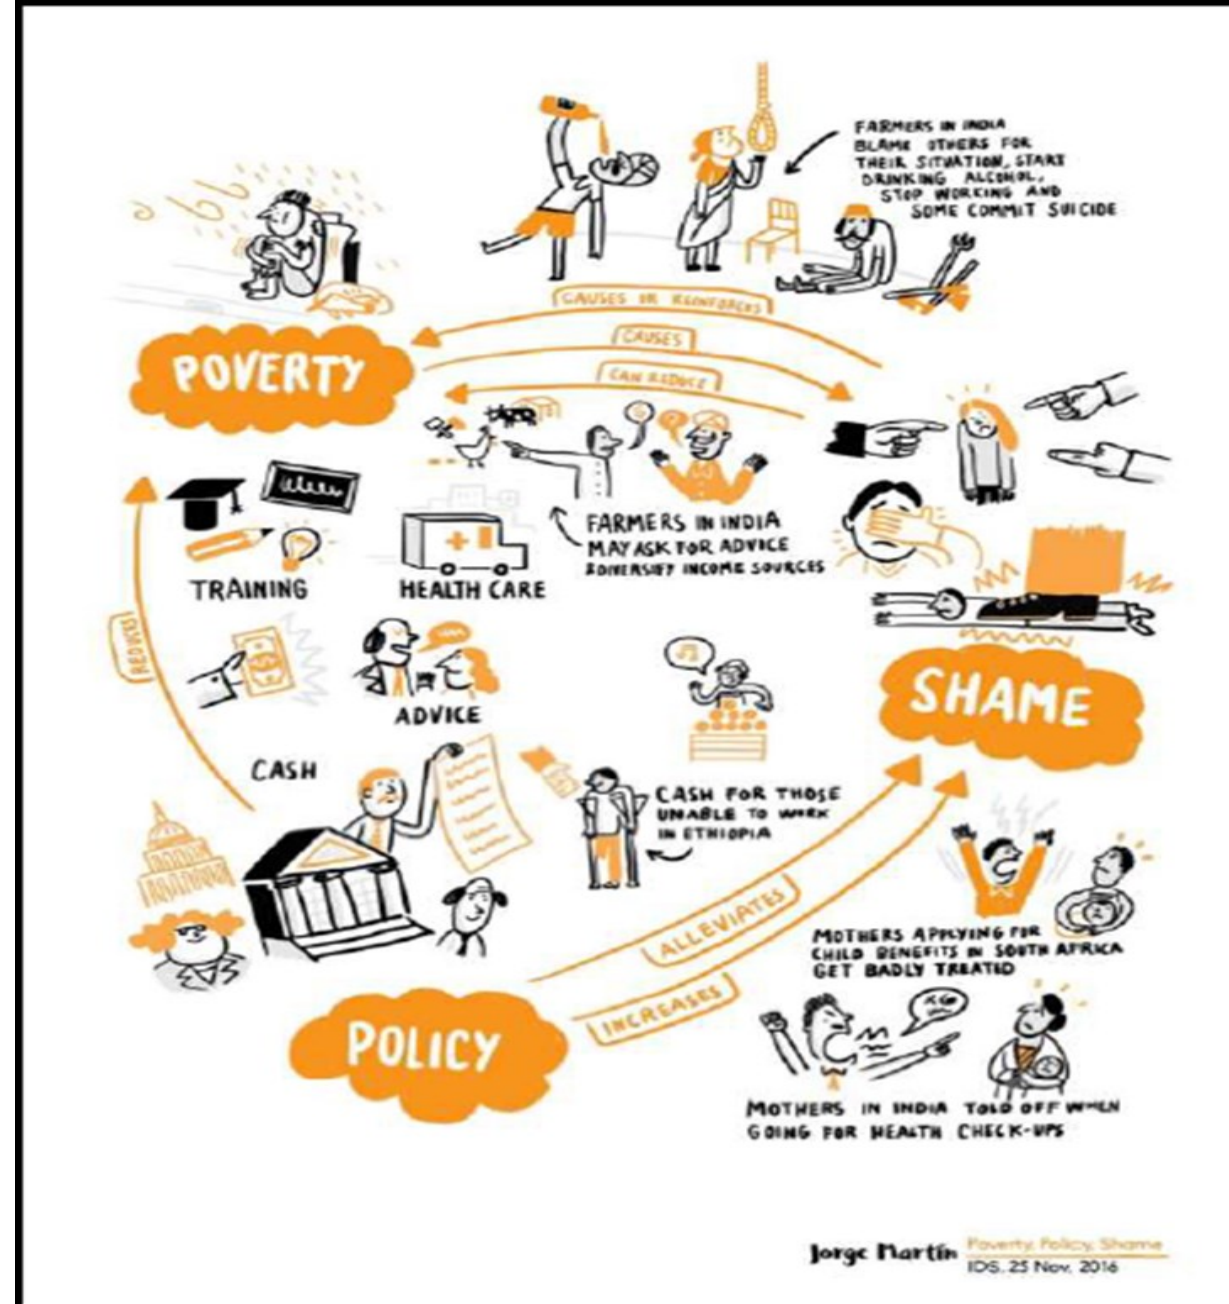 FARMERS IN INDIA
BLAME OTHERS FOR
THEIR SITUATION, START
DRINKING ALCOHOL,
STOP WORKING AND
SOME COMMIT SUICIDE
CAUSES OR REINFORCES
POVERTY
CAUSES
CAN REDUCE
FARMERS IN INDIA
MAY ASK FOR ADVICE
& DIVERSIFY INCOME SOURCES
TRAINING
HEALTH CARE
REDUCES
ADVICE
SHAME
CASH
CASH FOR THOSE
UNABLE TO WORK
IN ETHIOPIA
ALLEVIATES
MOTHERS APPLYING FOR
CHILD BENEFITS IN SOUTH AFRICA
GET BADLY TREATED
INCREASES
POLICY
MOTHERS IN INDIA TOLD OFF WHEN
GOING FOR HEALTH CHECK-UPS
Jorge Martín
Poverty, Policy, Shame
IDS, 25 Nov. 2016